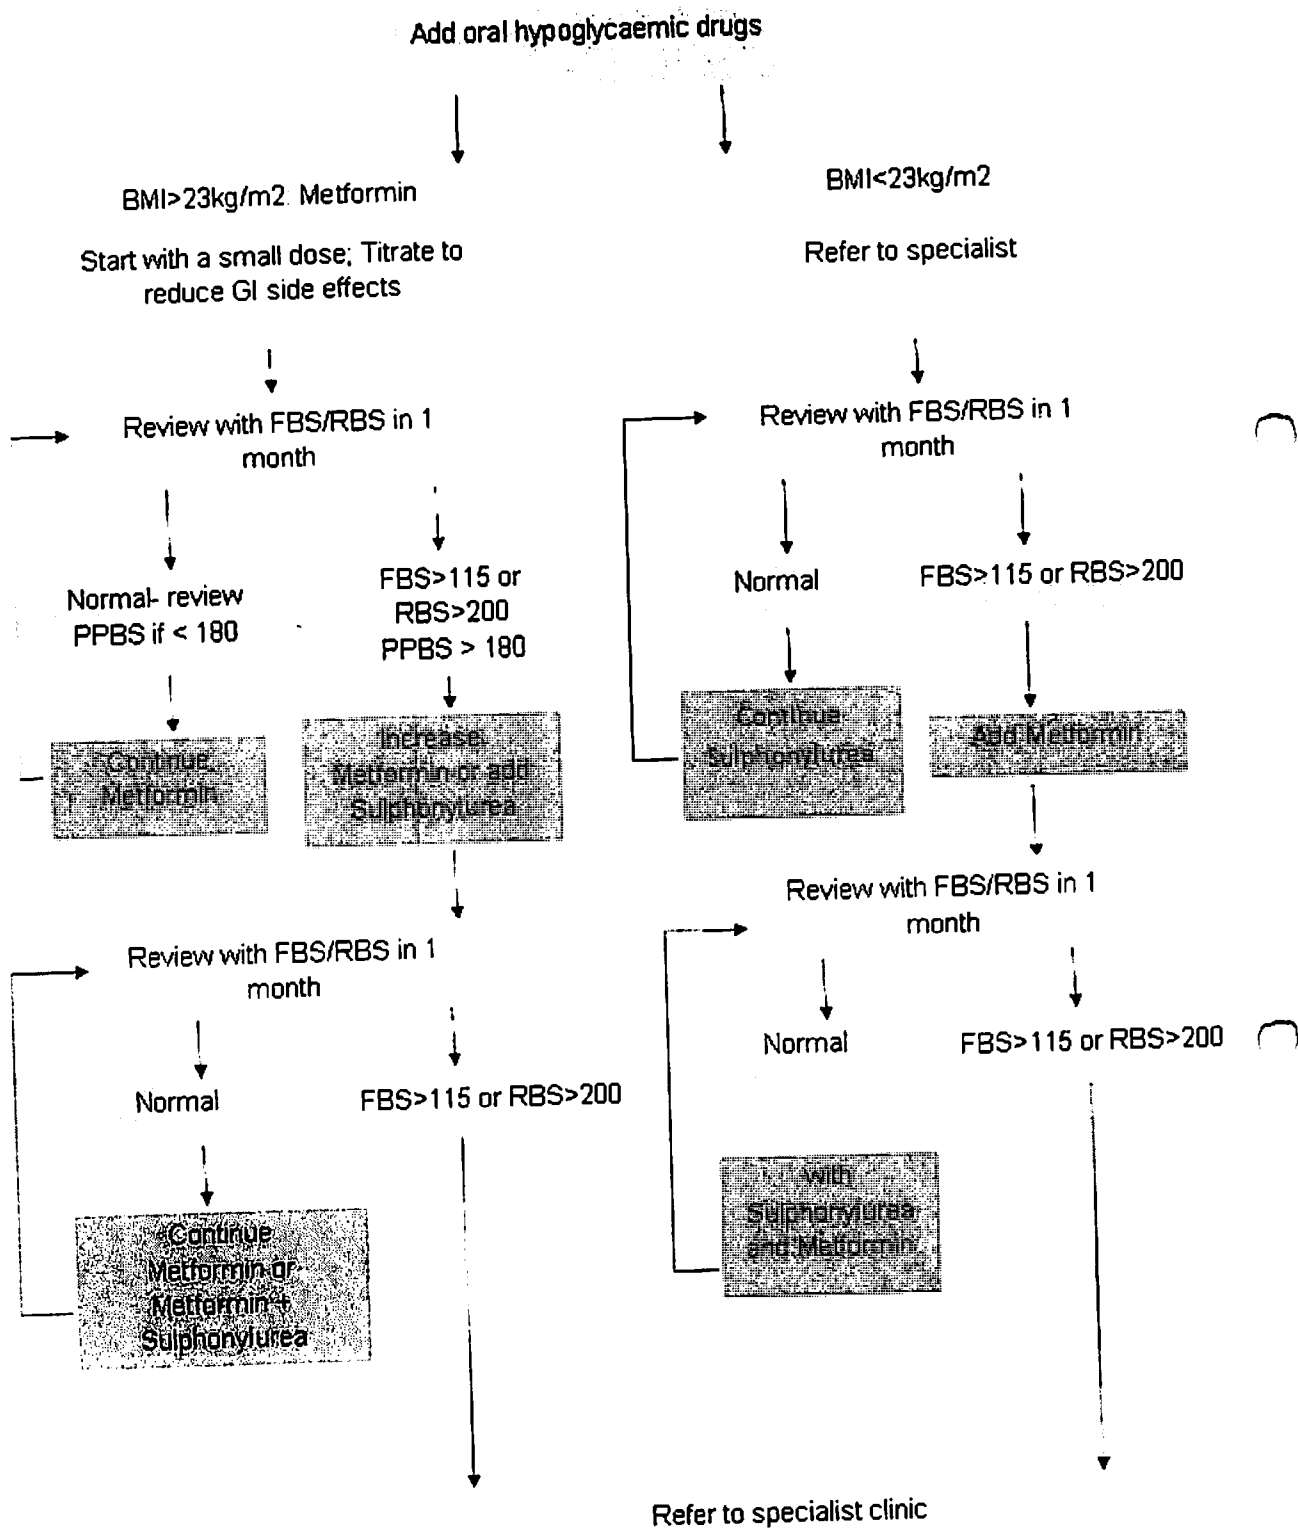 Add oral hypoglycaemic drugs
BMI>23kg/m2. Metformin
Start with a small dose; Titrate to
reduce GI side effects
BMI<23kg/m2
Refer to specialist
Review with FBS/RBS in 1
month
Review with FBS/RBS in 1
month
Normal- review
PPBS if < 180
FBS>115 or
RBS>200
PPBS > 180
Normal
FBS>115 or RBS>200
Continue
Metformin
Increase
Metformin or add
Sulphonylurea
Continue
Sulphonylurea
Add Metformin
Review with FBS/RBS in 1
month
Review with FBS/RBS in 1
month
Normal
FBS>115 or RBS>200
Normal
FBS>115 or RBS>200
Continue
Metformin or
Metformin +
Sulphonylurea
with
Sulphonylurea
and Metformin
Refer to specialist clinic